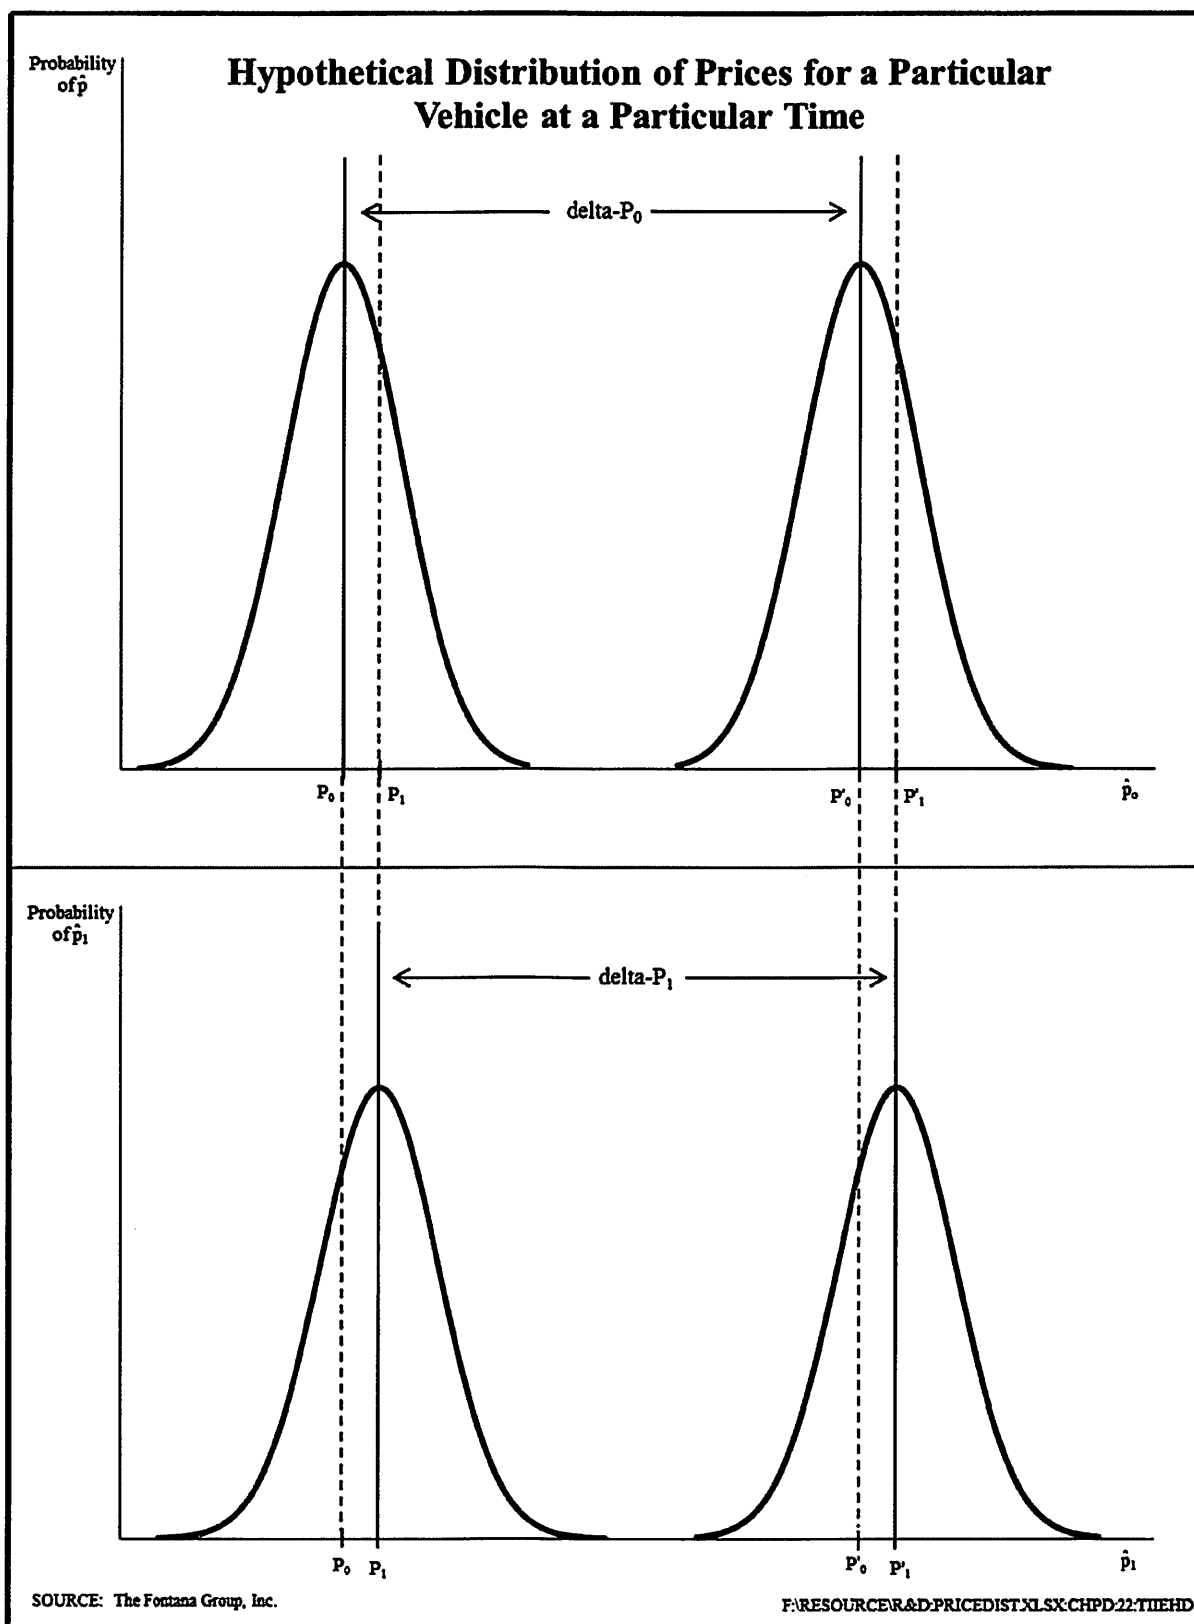 Probability
of p̂
Hypothetical Distribution of Prices for a Particular
Vehicle at a Particular Time
delta-P₀
P₀ P₁ P'₀ P'₁ p̂₀
Probability
of p̂₁
delta-P₁
P₀ P₁ P'₀ P'₁ p̂₁
SOURCE: The Fontana Group, Inc.
F:\RESOURCE\R&D:PRICEDIST.XLSX:CHPD:22:TIIEHD